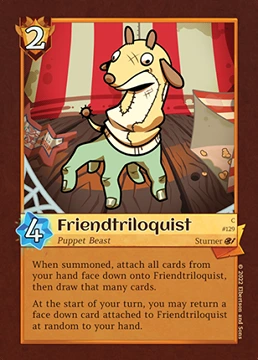 2
4
Friendtriloquist
C
#129
Puppet Beast
Sturner
When summoned, attach all cards from
your hand face down onto Friendtriloquist,
then draw that many cards.
At the start of your turn, you may return a
face down card attached to Friendtriloquist
at random to your hand.
© 2022 Elbertson and Sons